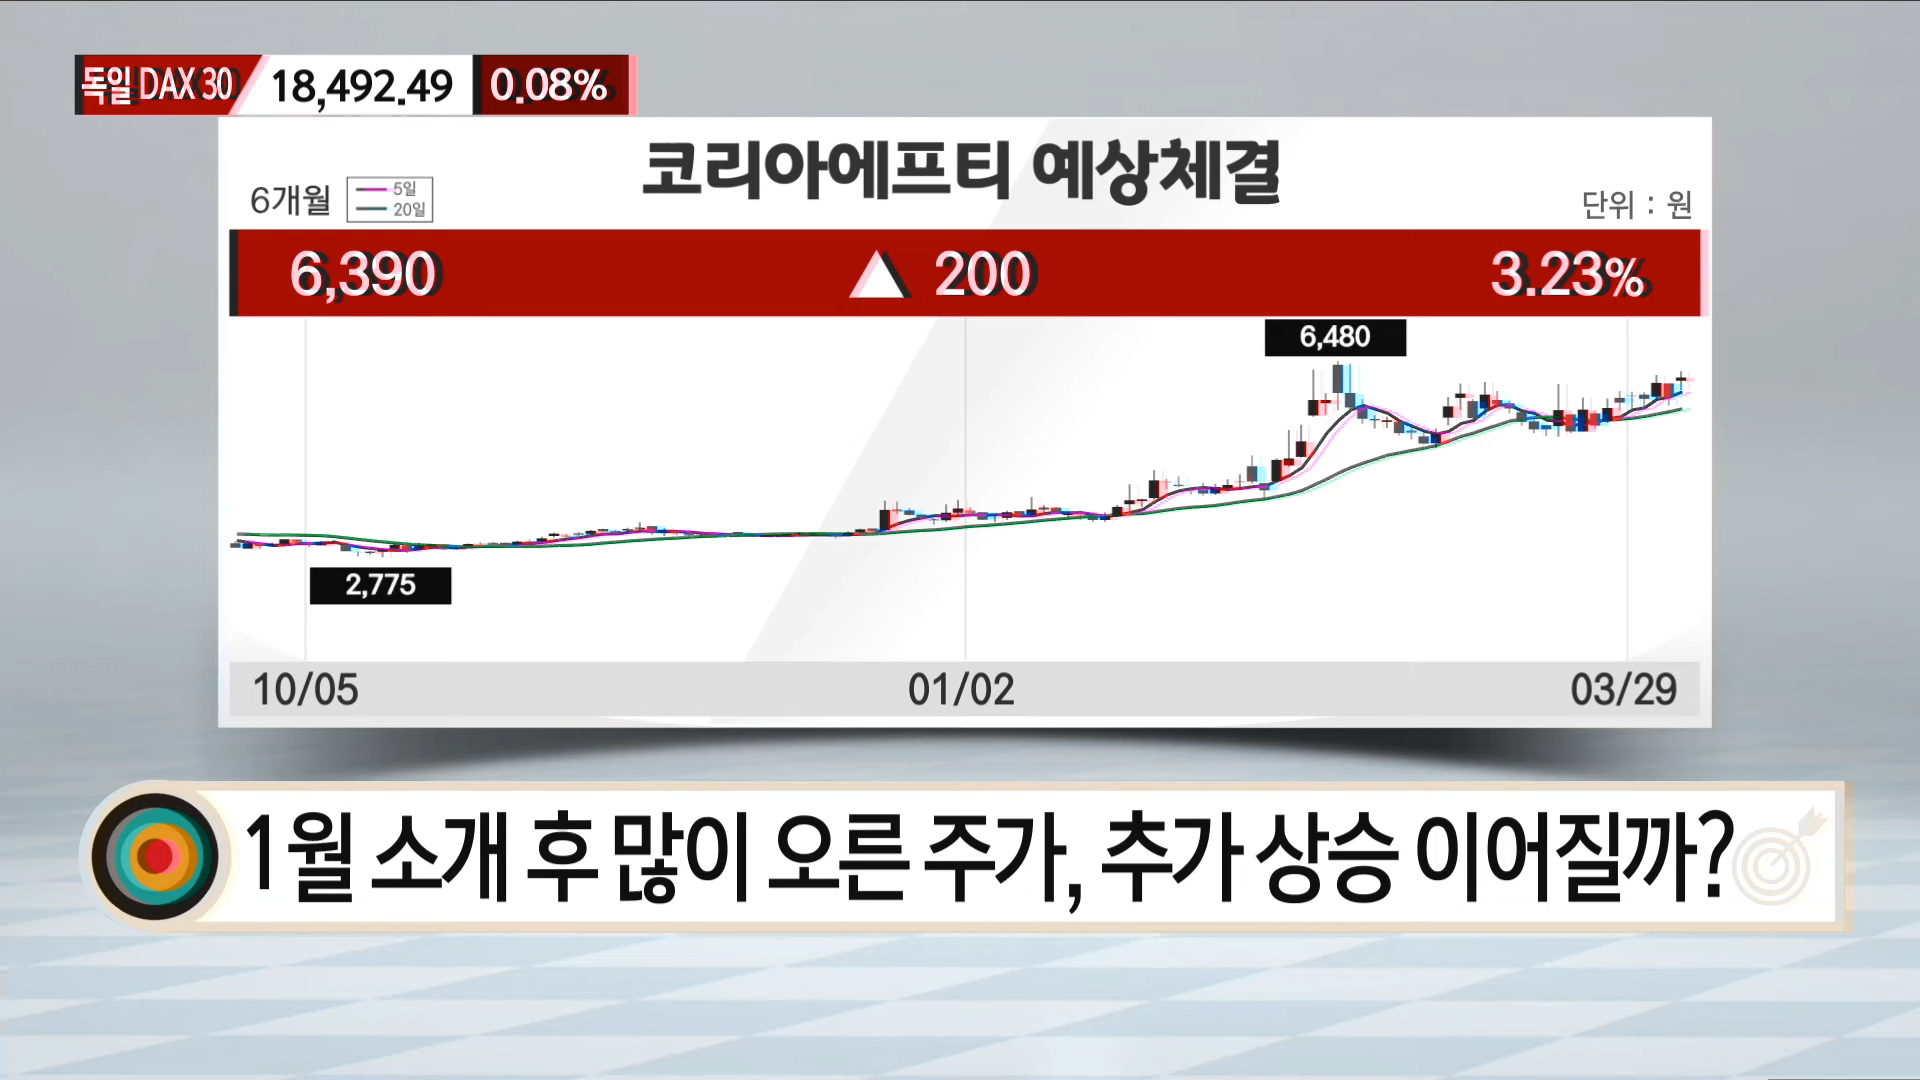 독일 DAX 30 18,492.49 0.08%
코리아에프티 예상체결
6개월 5일 20일 단위 : 원
6,390 ▲ 200 3.23%
6,480
2,775
10/05 01/02 03/29
1월 소개 후 많이 오른 주가, 추가 상승 이어질까?